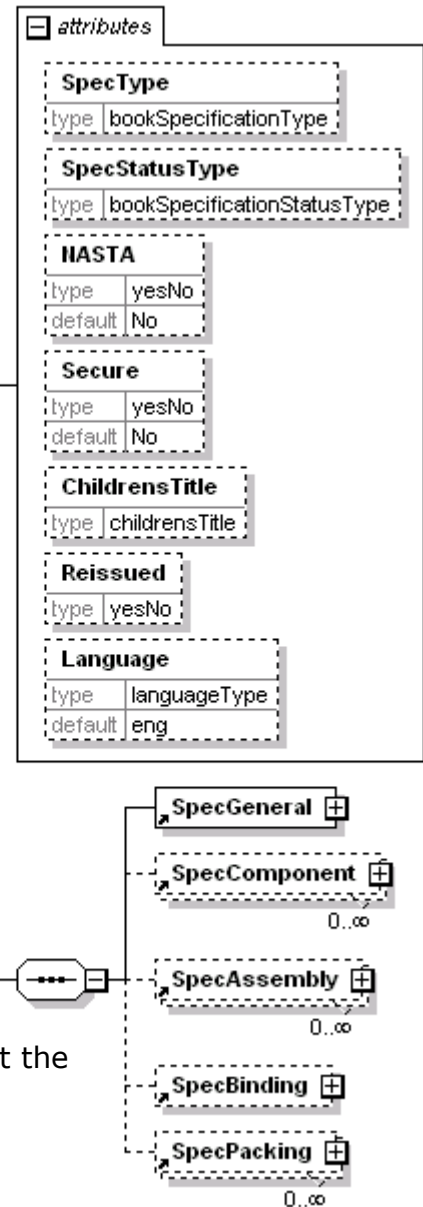 attributes
SpecType
type bookSpecificationType
SpecStatusType
type bookSpecificationStatusType
NASTA
type yesNo
default No
Secure
type yesNo
default No
ChildrensTitle
type childrensTitle
Reissued
type yesNo
Language
type languageType
default eng
SpecGeneral
SpecComponent
0..∞
SpecAssembly
0..∞
t the
SpecBinding
SpecPacking
0..∞